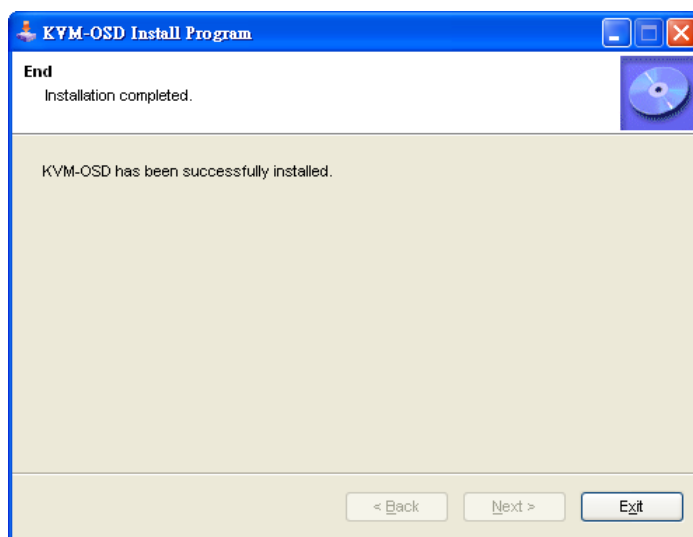 KVM-OSD Install Program
End
Installation completed.
KVM-OSD has been successfully installed.
< Back
Next >
Exit